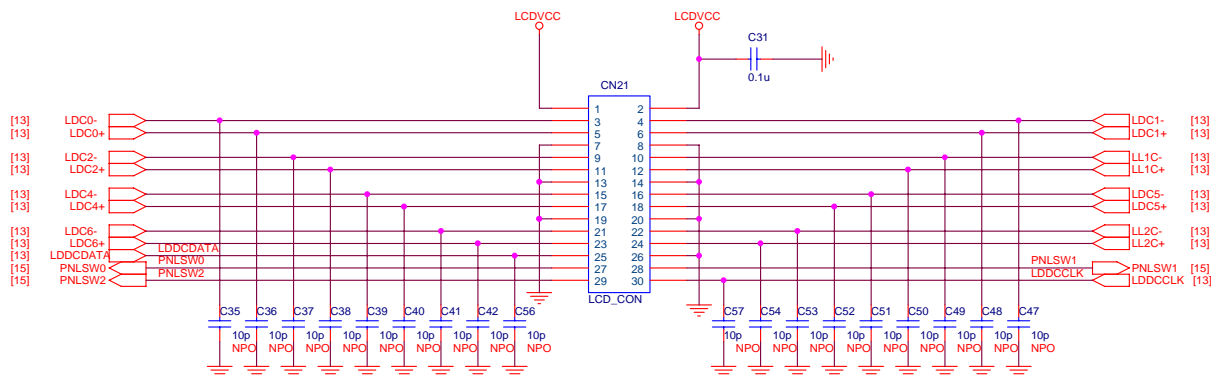 LCDVCC LCDVCC
C31
0.1u
CN21
1 2
[13] LDC0- 3 4 LDC1- [13]
[13] LDC0+ 5 6 LDC1+ [13]
7 8
[13] LDC2- 9 10 LL1C- [13]
[13] LDC2+ 11 12 LL1C+ [13]
13 14
[13] LDC4- 15 16 LDC5- [13]
[13] LDC4+ 17 18 LDC5+ [13]
19 20
[13] LDC6- 21 22 LL2C- [13]
[13] LDC6+ 23 24 LL2C+ [13]
[13] LDDCDATA LDDCDATA 25 26
[15] PNLSW0 PNLSW0 27 28 PNLSW1 PNLSW1 [15]
[15] PNLSW2 PNLSW2 29 30 LDDCCLK LDDCCLK [13]
LCD_CON
C35 C36 C37 C38 C39 C40 C41 C42 C56 C57 C54 C53 C52 C51 C50 C49 C48 C47
10p 10p 10p 10p 10p 10p 10p 10p 10p 10p 10p 10p 10p 10p 10p 10p 10p 10p
NPO NPO NPO NPO NPO NPO NPO NPO NPO NPO NPO NPO NPO NPO NPO NPO NPO